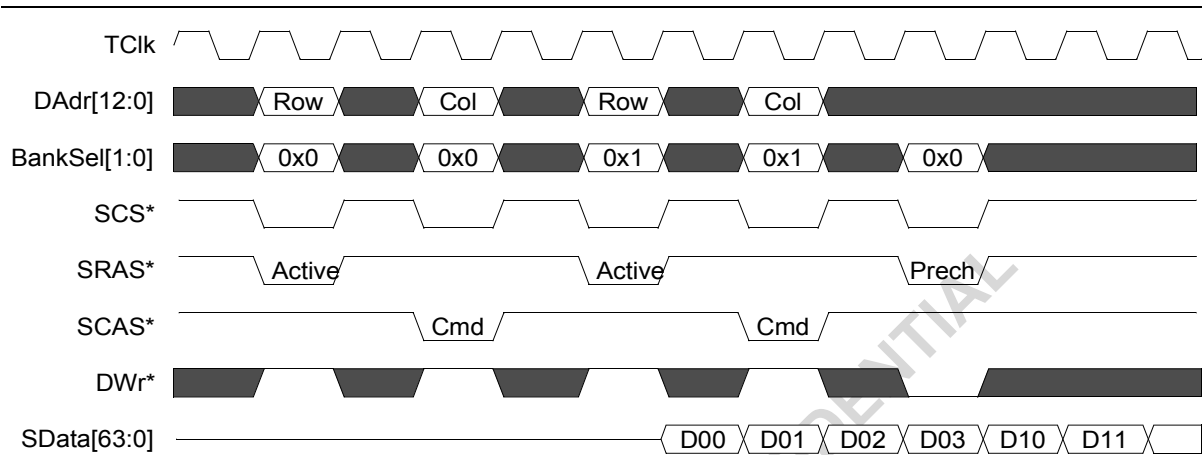 TClk
DAdr[12:0] Row Col Row Col
BankSel[1:0] 0x0 0x0 0x1 0x1 0x0
SCS*
SRAS* Active Active Prech
SCAS* Cmd Cmd
DWr*
SData[63:0] D00 D01 D02 D03 D10 D11